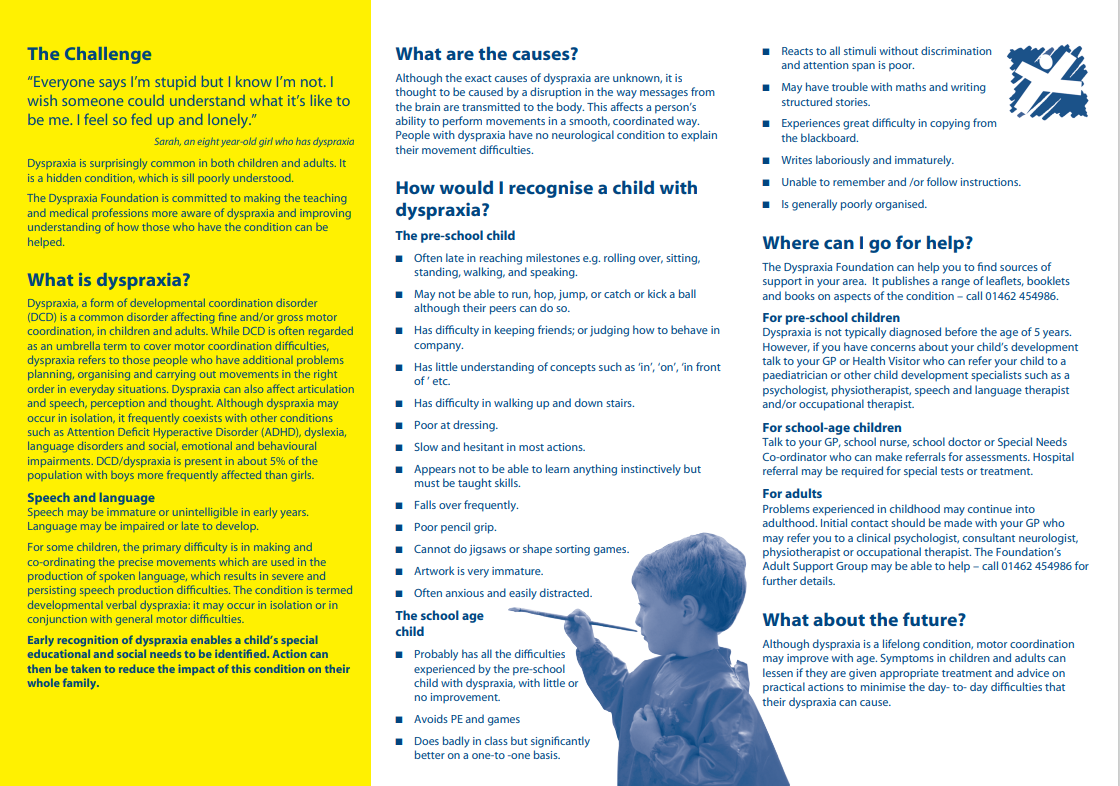 The Challenge
“Everyone says I’m stupid but I know I’m not. I
wish someone could understand what it’s like to
be me. I feel so fed up and lonely.”
Sarah, an eight year-old girl who has dyspraxia
Dyspraxia is surprisingly common in both children and adults. It
is a hidden condition, which is sill poorly understood.
The Dyspraxia Foundation is committed to making the teaching
and medical professions more aware of dyspraxia and improving
understanding of how those who have the condition can be
helped.
What is dyspraxia?
Dyspraxia, a form of developmental coordination disorder
(DCD) is a common disorder affecting fine and/or gross motor
coordination, in children and adults. While DCD is often regarded
as an umbrella term to cover motor coordination difficulties,
dyspraxia refers to those people who have additional problems
planning, organising and carrying out movements in the right
order in everyday situations. Dyspraxia can also affect articulation
and speech, perception and thought. Although dyspraxia may
occur in isolation, it frequently coexists with other conditions
such as Attention Deficit Hyperactive Disorder (ADHD), dyslexia,
language disorders and social, emotional and behavioural
impairments. DCD/dyspraxia is present in about 5% of the
population with boys more frequently affected than girls.
Speech and language
Speech may be immature or unintelligible in early years.
Language may be impaired or late to develop.
For some children, the primary difficulty is in making and
co-ordinating the precise movements which are used in the
production of spoken language, which results in severe and
persisting speech production difficulties. The condition is termed
developmental verbal dyspraxia: it may occur in isolation or in
conjunction with general motor difficulties.
Early recognition of dyspraxia enables a child’s special
educational and social needs to be identified. Action can
then be taken to reduce the impact of this condition on their
whole family.
What are the causes?
Although the exact causes of dyspraxia are unknown, it is
thought to be caused by a disruption in the way messages from
the brain are transmitted to the body. This affects a person’s
ability to perform movements in a smooth, coordinated way.
People with dyspraxia have no neurological condition to explain
their movement difficulties.
How would I recognise a child with
dyspraxia?
The pre-school child
■ Often late in reaching milestones e.g. rolling over, sitting,
standing, walking, and speaking.
■ May not be able to run, hop, jump, or catch or kick a ball
although their peers can do so.
■ Has difficulty in keeping friends; or judging how to behave in
company.
■ Has little understanding of concepts such as ‘in’, ‘on’, ‘in front
of ’ etc.
■ Has difficulty in walking up and down stairs.
■ Poor at dressing.
■ Slow and hesitant in most actions.
■ Appears not to be able to learn anything instinctively but
must be taught skills.
■ Falls over frequently.
■ Poor pencil grip.
■ Cannot do jigsaws or shape sorting games.
■ Artwork is very immature.
■ Often anxious and easily distracted.
The school age
child
■ Probably has all the difficulties
experienced by the pre-school
child with dyspraxia, with little or
no improvement.
■ Avoids PE and games
■ Does badly in class but significantly
better on a one-to -one basis.
■ Reacts to all stimuli without discrimination
and attention span is poor.
■ May have trouble with maths and writing
structured stories.
■ Experiences great difficulty in copying from
the blackboard.
■ Writes laboriously and immaturely.
■ Unable to remember and /or follow instructions.
■ Is generally poorly organised.
Where can I go for help?
The Dyspraxia Foundation can help you to find sources of
support in your area. It publishes a range of leaflets, booklets
and books on aspects of the condition – call 01462 454986.
For pre-school children
Dyspraxia is not typically diagnosed before the age of 5 years.
However, if you have concerns about your child’s development
talk to your GP or Health Visitor who can refer your child to a
paediatrician or other child development specialists such as a
psychologist, physiotherapist, speech and language therapist
and/or occupational therapist.
For school-age children
Talk to your GP, school nurse, school doctor or Special Needs
Co-ordinator who can make referrals for assessments. Hospital
referral may be required for special tests or treatment.
For adults
Problems experienced in childhood may continue into
adulthood. Initial contact should be made with your GP who
may refer you to a clinical psychologist, consultant neurologist,
physiotherapist or occupational therapist. The Foundation’s
Adult Support Group may be able to help – call 01462 454986 for
further details.
What about the future?
Although dyspraxia is a lifelong condition, motor coordination
may improve with age. Symptoms in children and adults can
lessen if they are given appropriate treatment and advice on
practical actions to minimise the day- to- day difficulties that
their dyspraxia can cause.